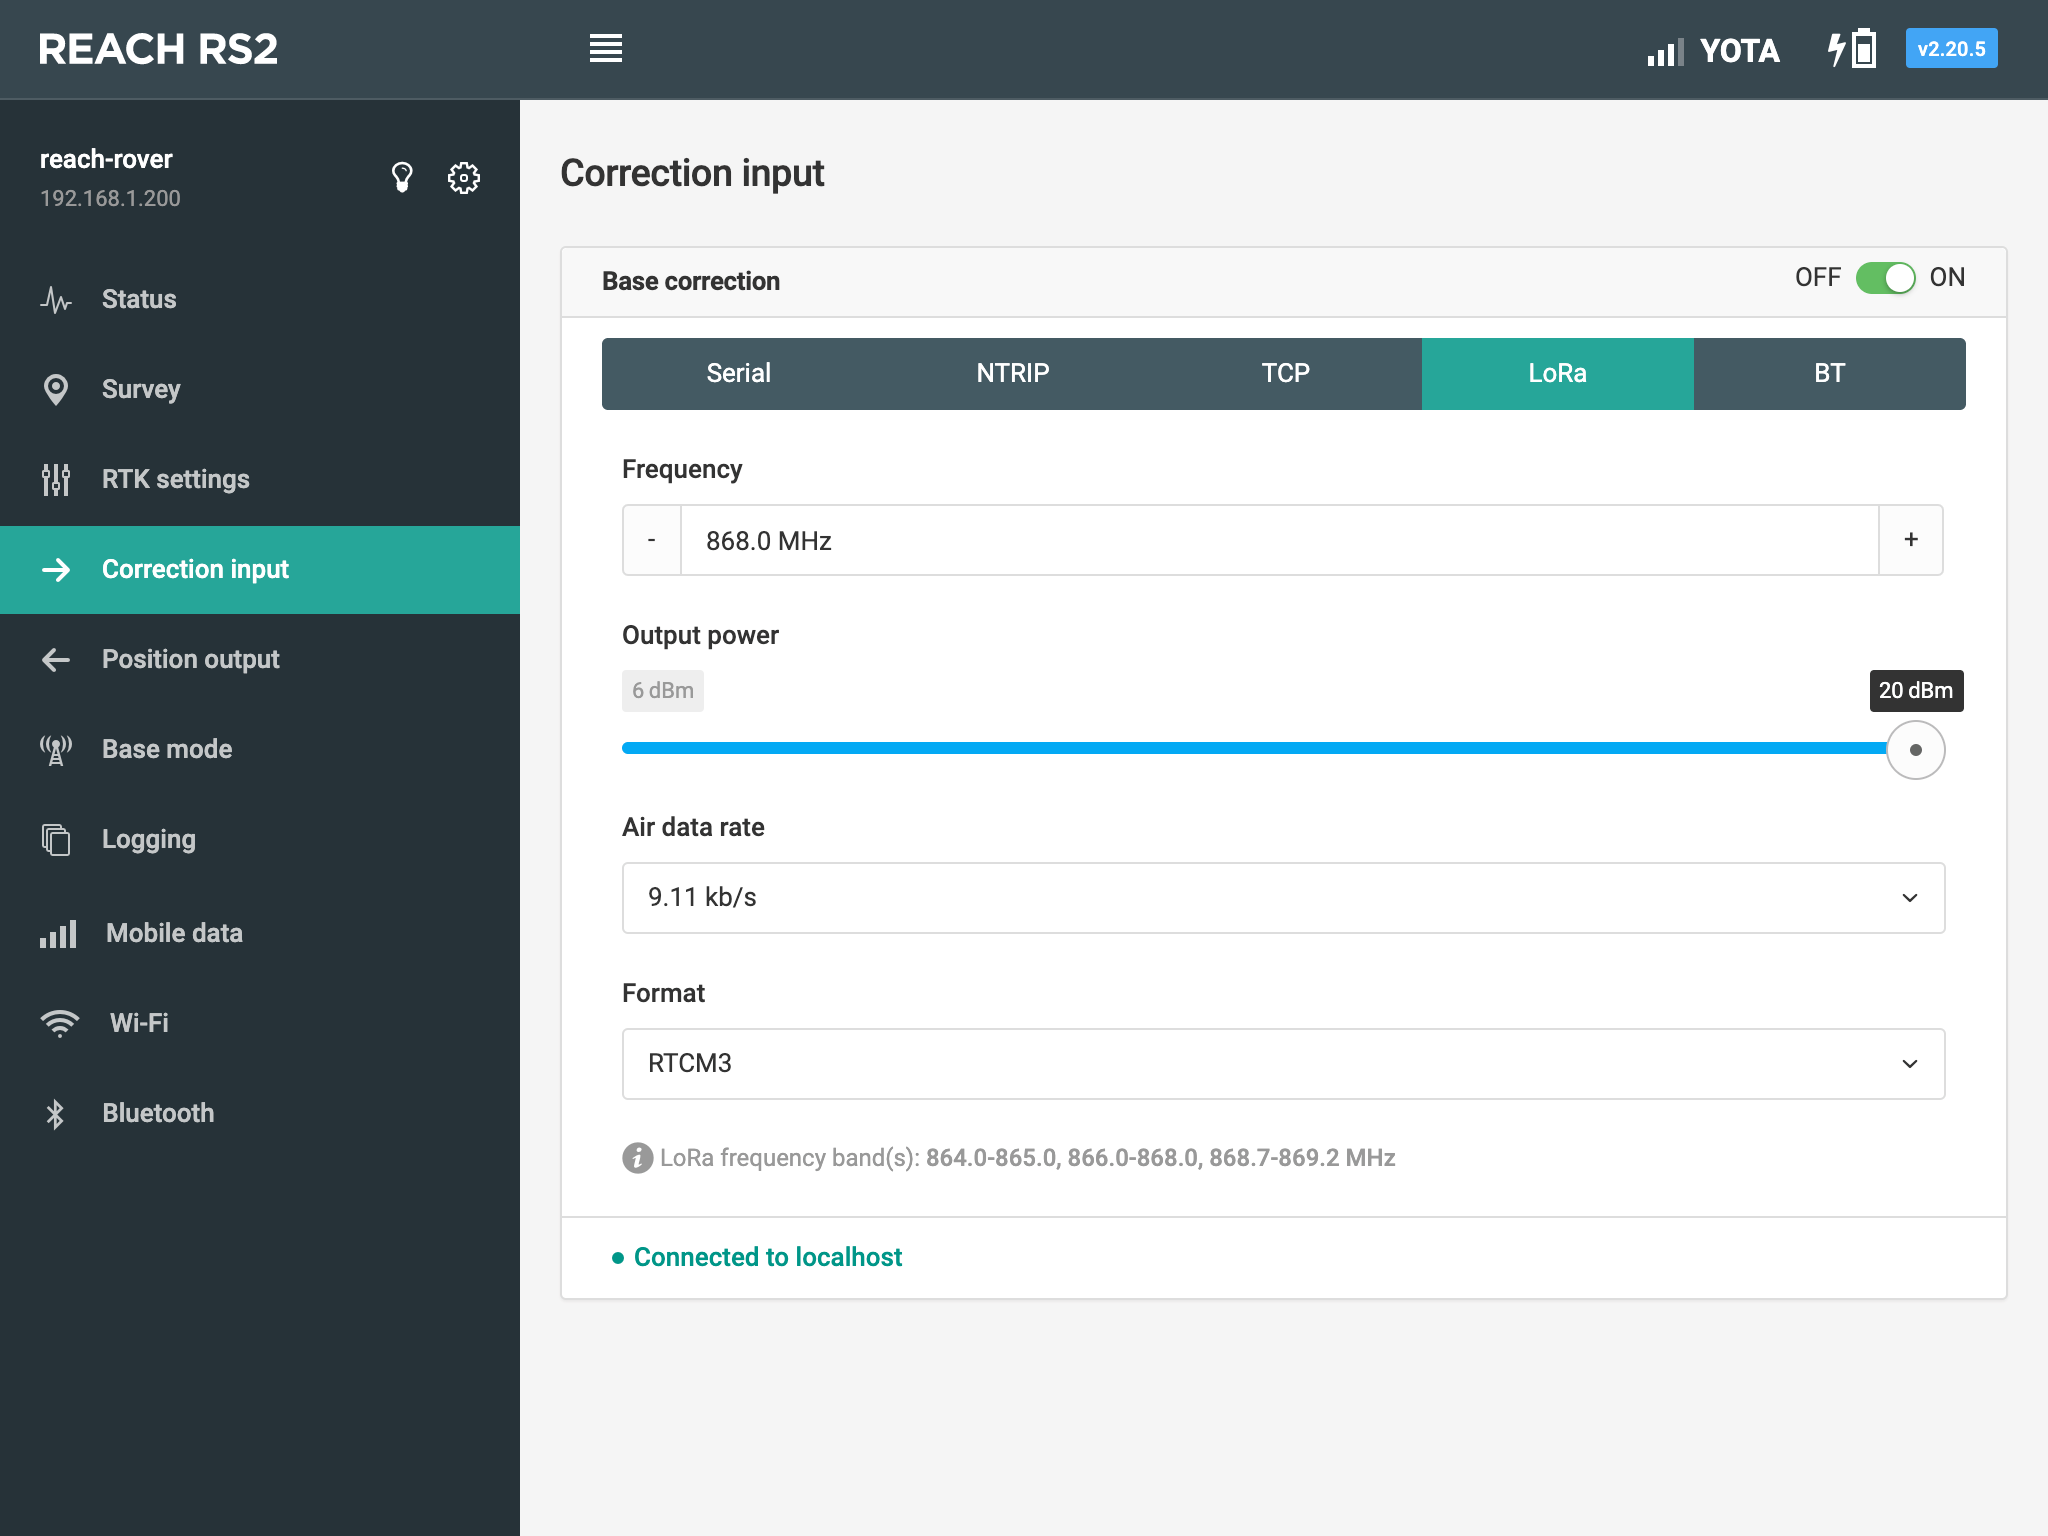 REACH RS2
YOTA
v2.20.5
reach-rover
192.168.1.200
Status
Survey
RTK settings
Correction input
Position output
Base mode
Logging
Mobile data
Wi-Fi
Bluetooth
Correction input
Base correction
OFF ON
Serial NTRIP TCP LoRa BT
Frequency
- 868.0 MHz +
Output power
6 dBm 20 dBm
Air data rate
9.11 kb/s
Format
RTCM3
LoRa frequency band(s): 864.0-865.0, 866.0-868.0, 868.7-869.2 MHz
Connected to localhost